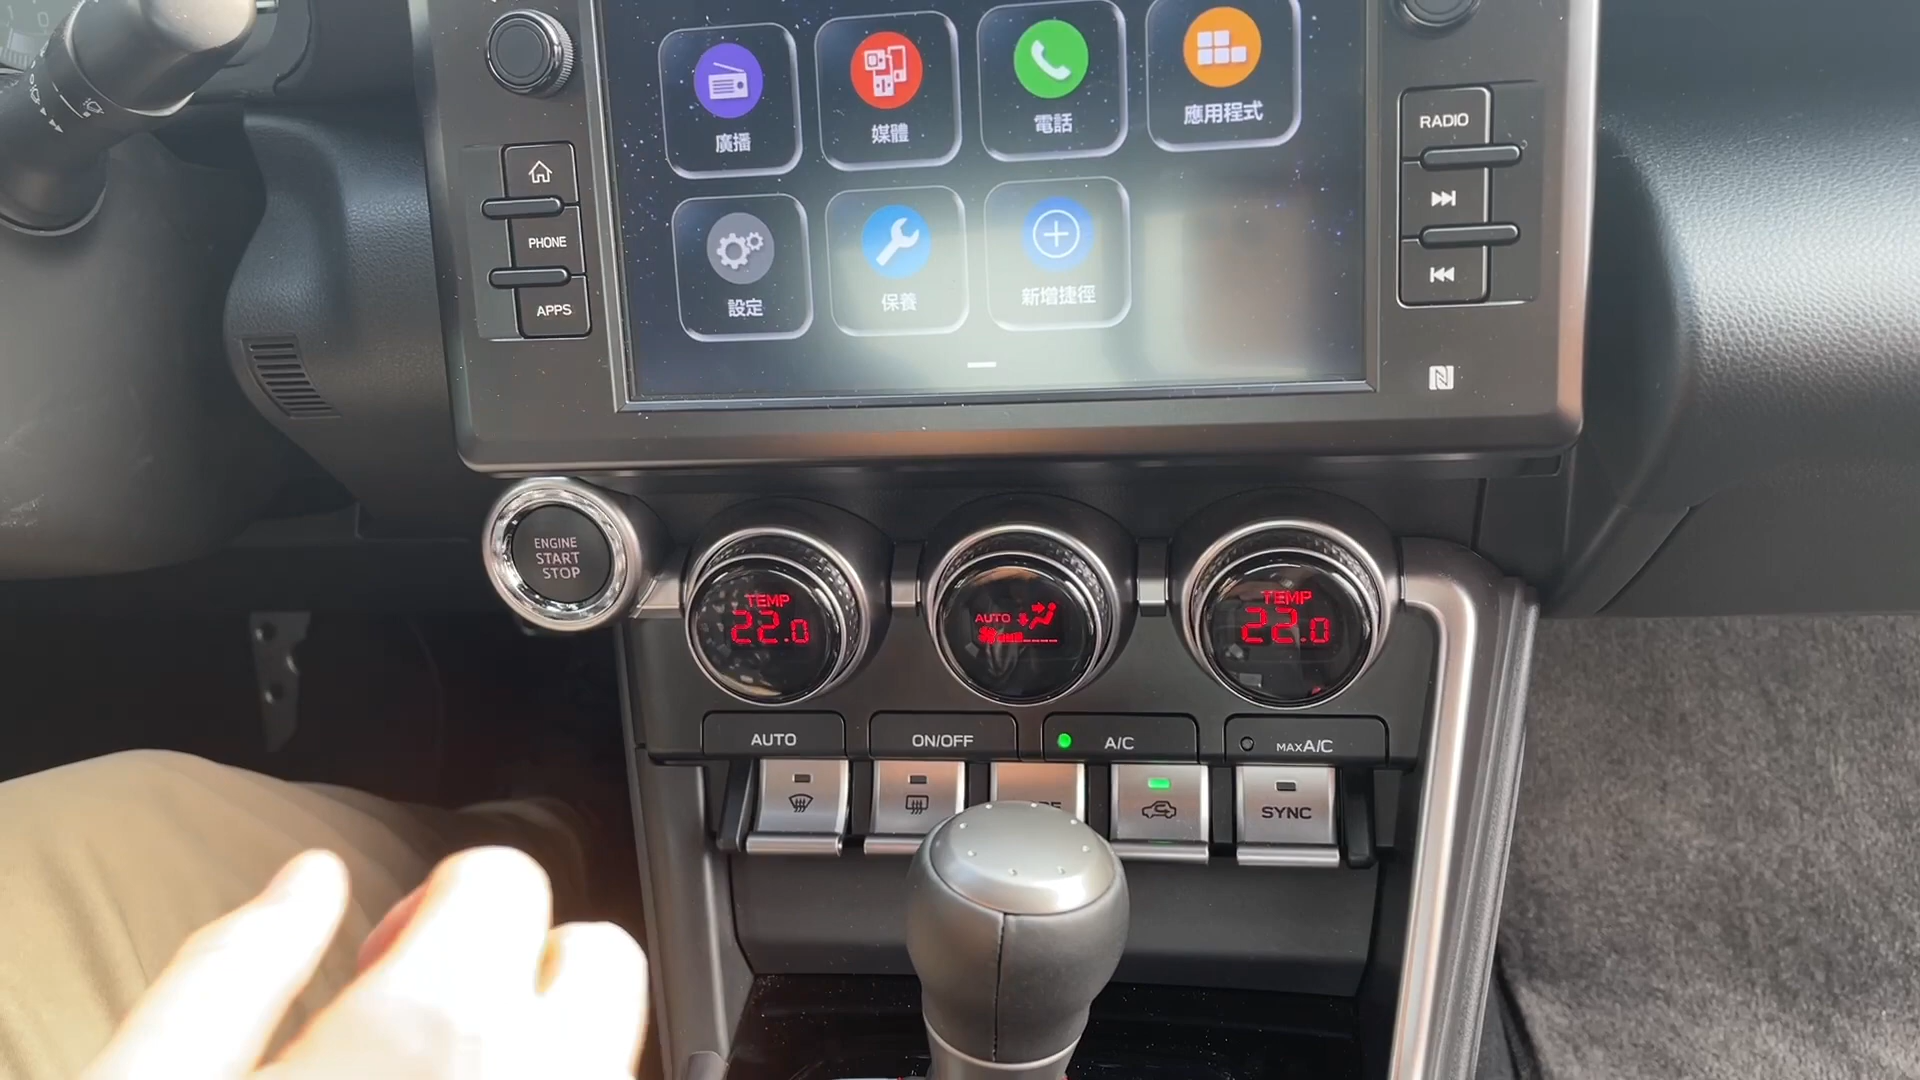 廣播
媒體
電話
應用程式
設定
保養
新增捷徑
PHONE
APPS
RADIO
ENGINE
START
STOP
TEMP
22.0
AUTO
TEMP
22.0
AUTO
ON/OFF
A/C
MAX A/C
SYNC